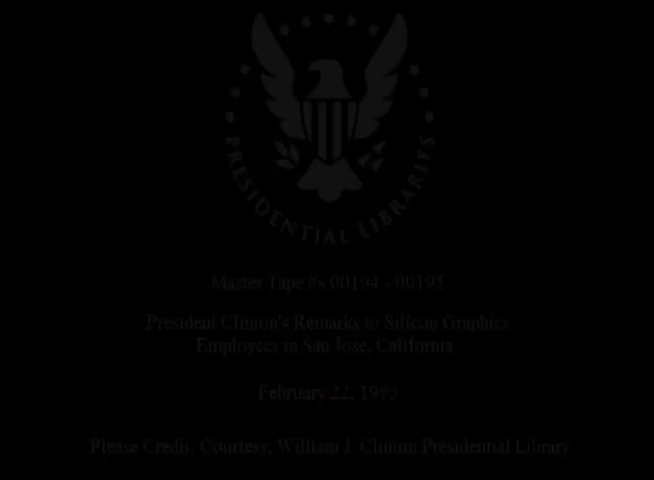 PRESIDENTIAL LIBRARIES
Master Tape #s 00194 - 00195
President Clinton's Remarks to Silicon Graphics
Employees in San Jose, California
February 22, 1993
Please Credit: Courtesy, William J. Clinton Presidential Library